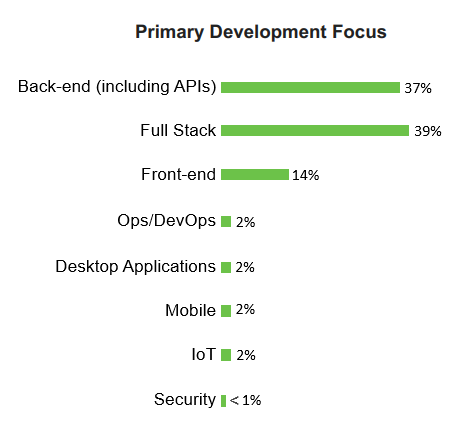 Primary Development Focus
Back-end (including APIs) 37%
Full Stack 39%
Front-end 14%
Ops/DevOps 2%
Desktop Applications 2%
Mobile 2%
IoT 2%
Security < 1%